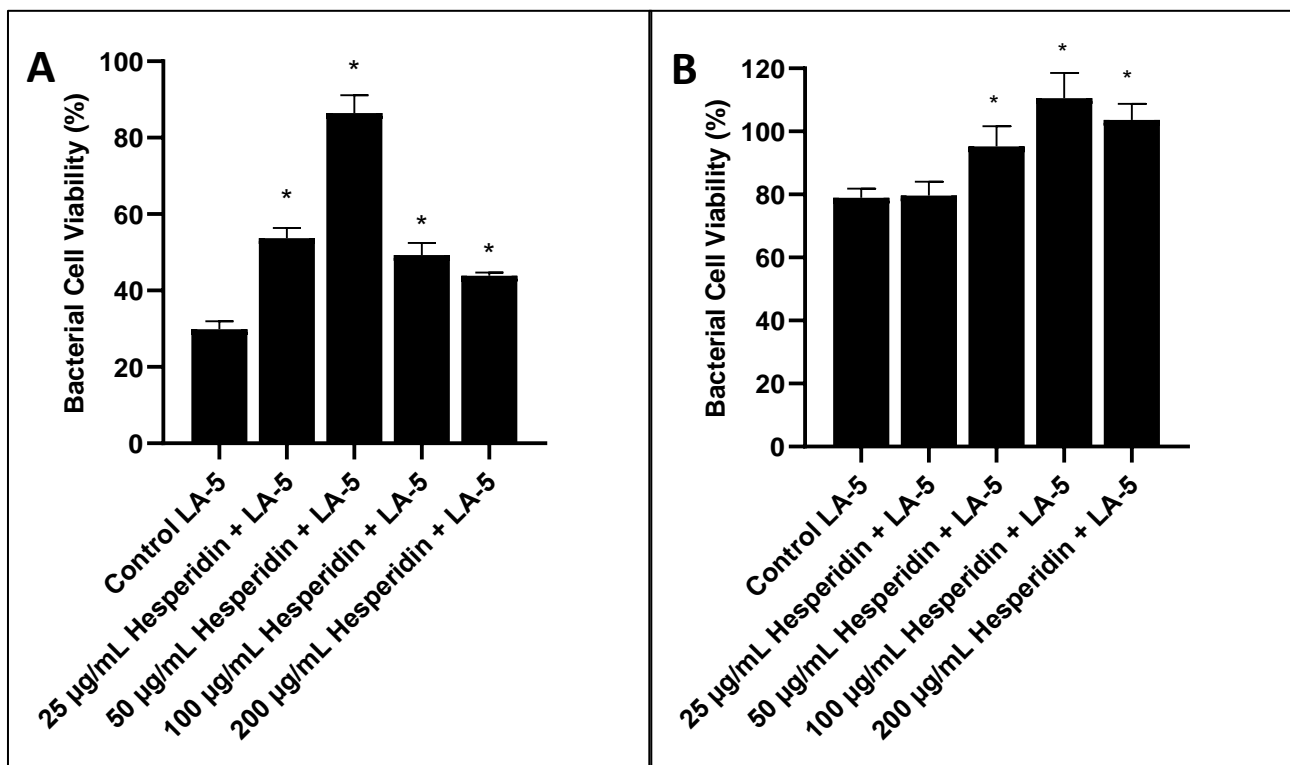 A
Bacterial Cell Viability (%)
100
80
60
40
20
0
*
*
*
*
Control LA-5
25 µg/mL Hesperidin + LA-5
50 µg/mL Hesperidin + LA-5
100 µg/mL Hesperidin + LA-5
200 µg/mL Hesperidin + LA-5
B
Bacterial Cell Viability (%)
120
100
80
60
40
20
0
*
*
*
Control LA-5
25 µg/mL Hesperidin + LA-5
50 µg/mL Hesperidin + LA-5
100 µg/mL Hesperidin + LA-5
200 µg/mL Hesperidin + LA-5